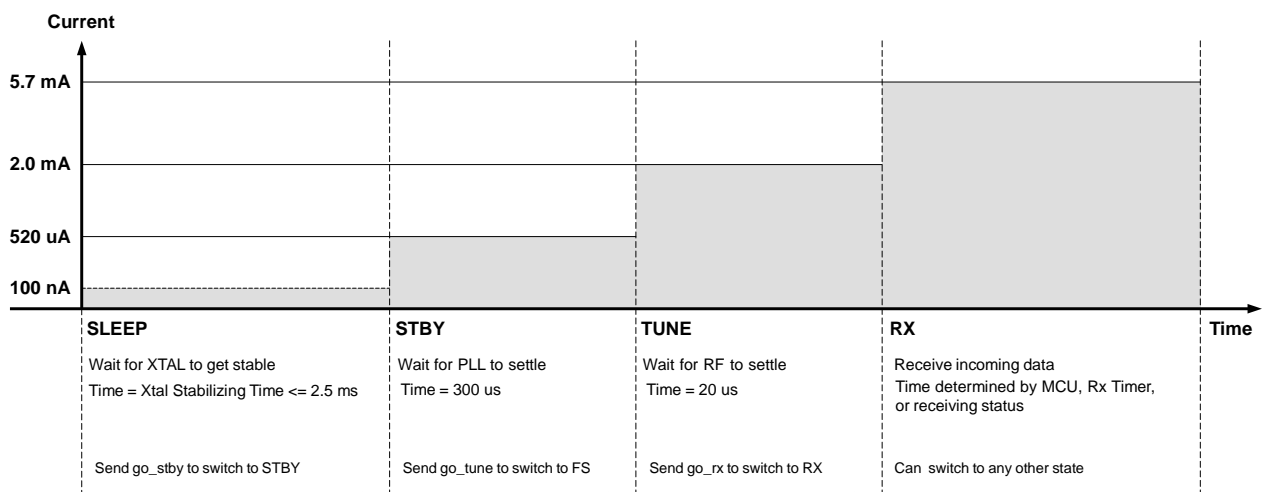 Current
5.7 mA
2.0 mA
520 uA
100 nA
SLEEP
STBY
TUNE
RX
Time
Wait for XTAL to get stable
Time = Xtal Stabilizing Time <= 2.5 ms
Wait for PLL to settle
Time = 300 us
Wait for RF to settle
Time = 20 us
Receive incoming data
Time determined by MCU, Rx Timer,
or receiving status
Send go_stby to switch to STBY
Send go_tune to switch to FS
Send go_rx to switch to RX
Can switch to any other state